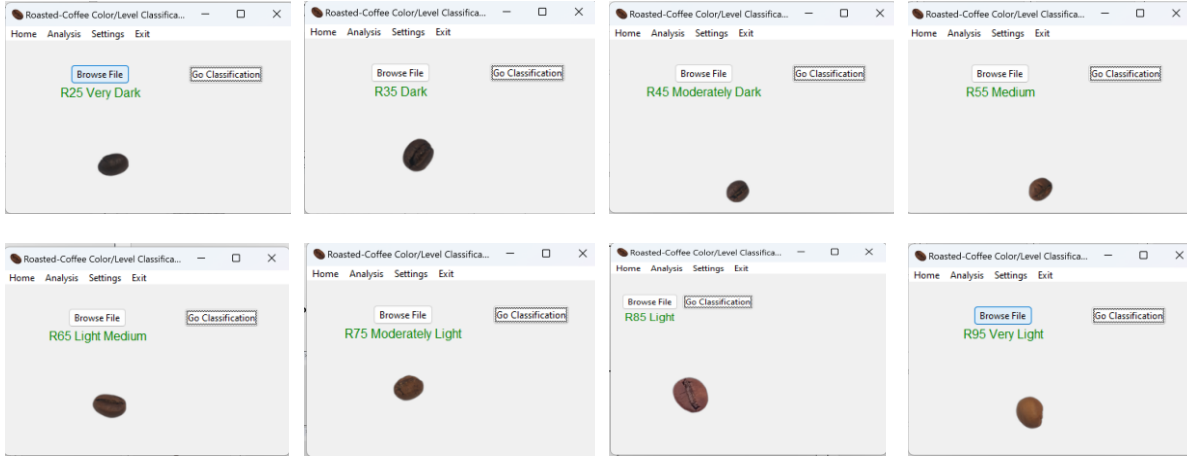 Roasted-Coffee Color/Level Classifica...
Home Analysis Settings Exit
Browse File Go Classification
R25 Very Dark
Roasted-Coffee Color/Level Classifica...
Home Analysis Settings Exit
Browse File Go Classification
R35 Dark
Roasted-Coffee Color/Level Classifica...
Home Analysis Settings Exit
Browse File Go Classification
R45 Moderately Dark
Roasted-Coffee Color/Level Classifica...
Home Analysis Settings Exit
Browse File Go Classification
R55 Medium
Roasted-Coffee Color/Level Classifica...
Home Analysis Settings Exit
Browse File Go Classification
R65 Light Medium
Roasted-Coffee Color/Level Classifica...
Home Analysis Settings Exit
Browse File Go Classification
R75 Moderately Light
Roasted-Coffee Color/Level Classifica...
Home Analysis Settings Exit
Browse File Go Classification
R85 Light
Roasted-Coffee Color/Level Classifica...
Home Analysis Settings Exit
Browse File Go Classification
R95 Very Light